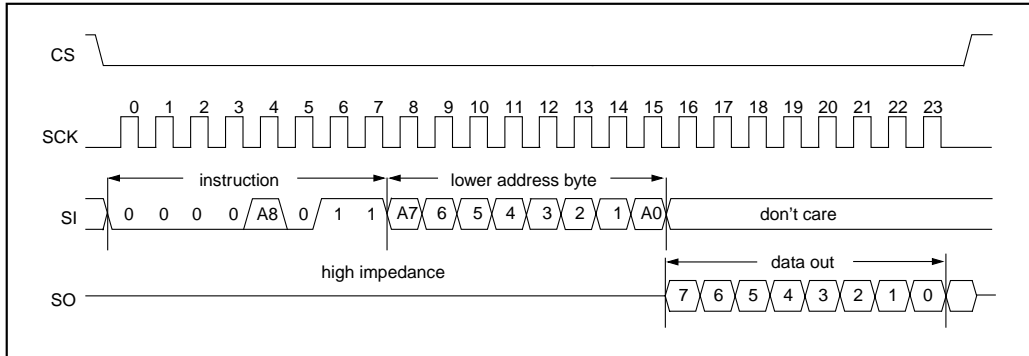 CS
0 1 2 3 4 5 6 7 8 9 10 11 12 13 14 15 16 17 18 19 20 21 22 23
SCK
instruction lower address byte
SI 0 0 0 0 A8 0 1 1 A7 6 5 4 3 2 1 A0 don't care
high impedance data out
SO 7 6 5 4 3 2 1 0